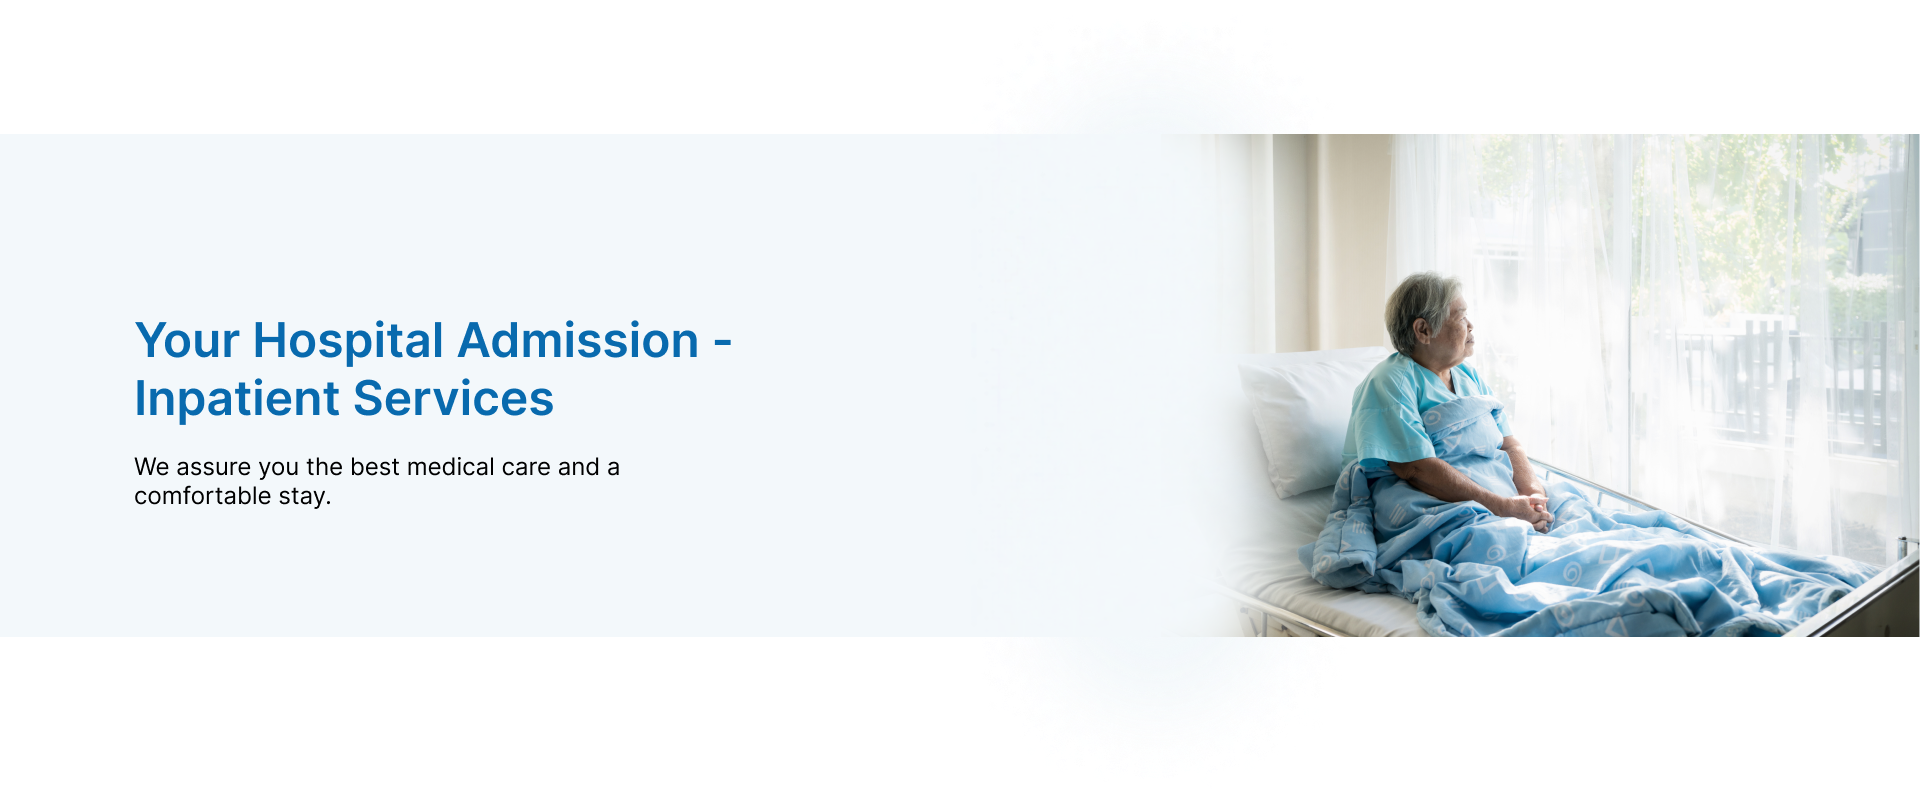 Your Hospital Admission -
Inpatient Services
We assure you the best medical care and a
comfortable stay.